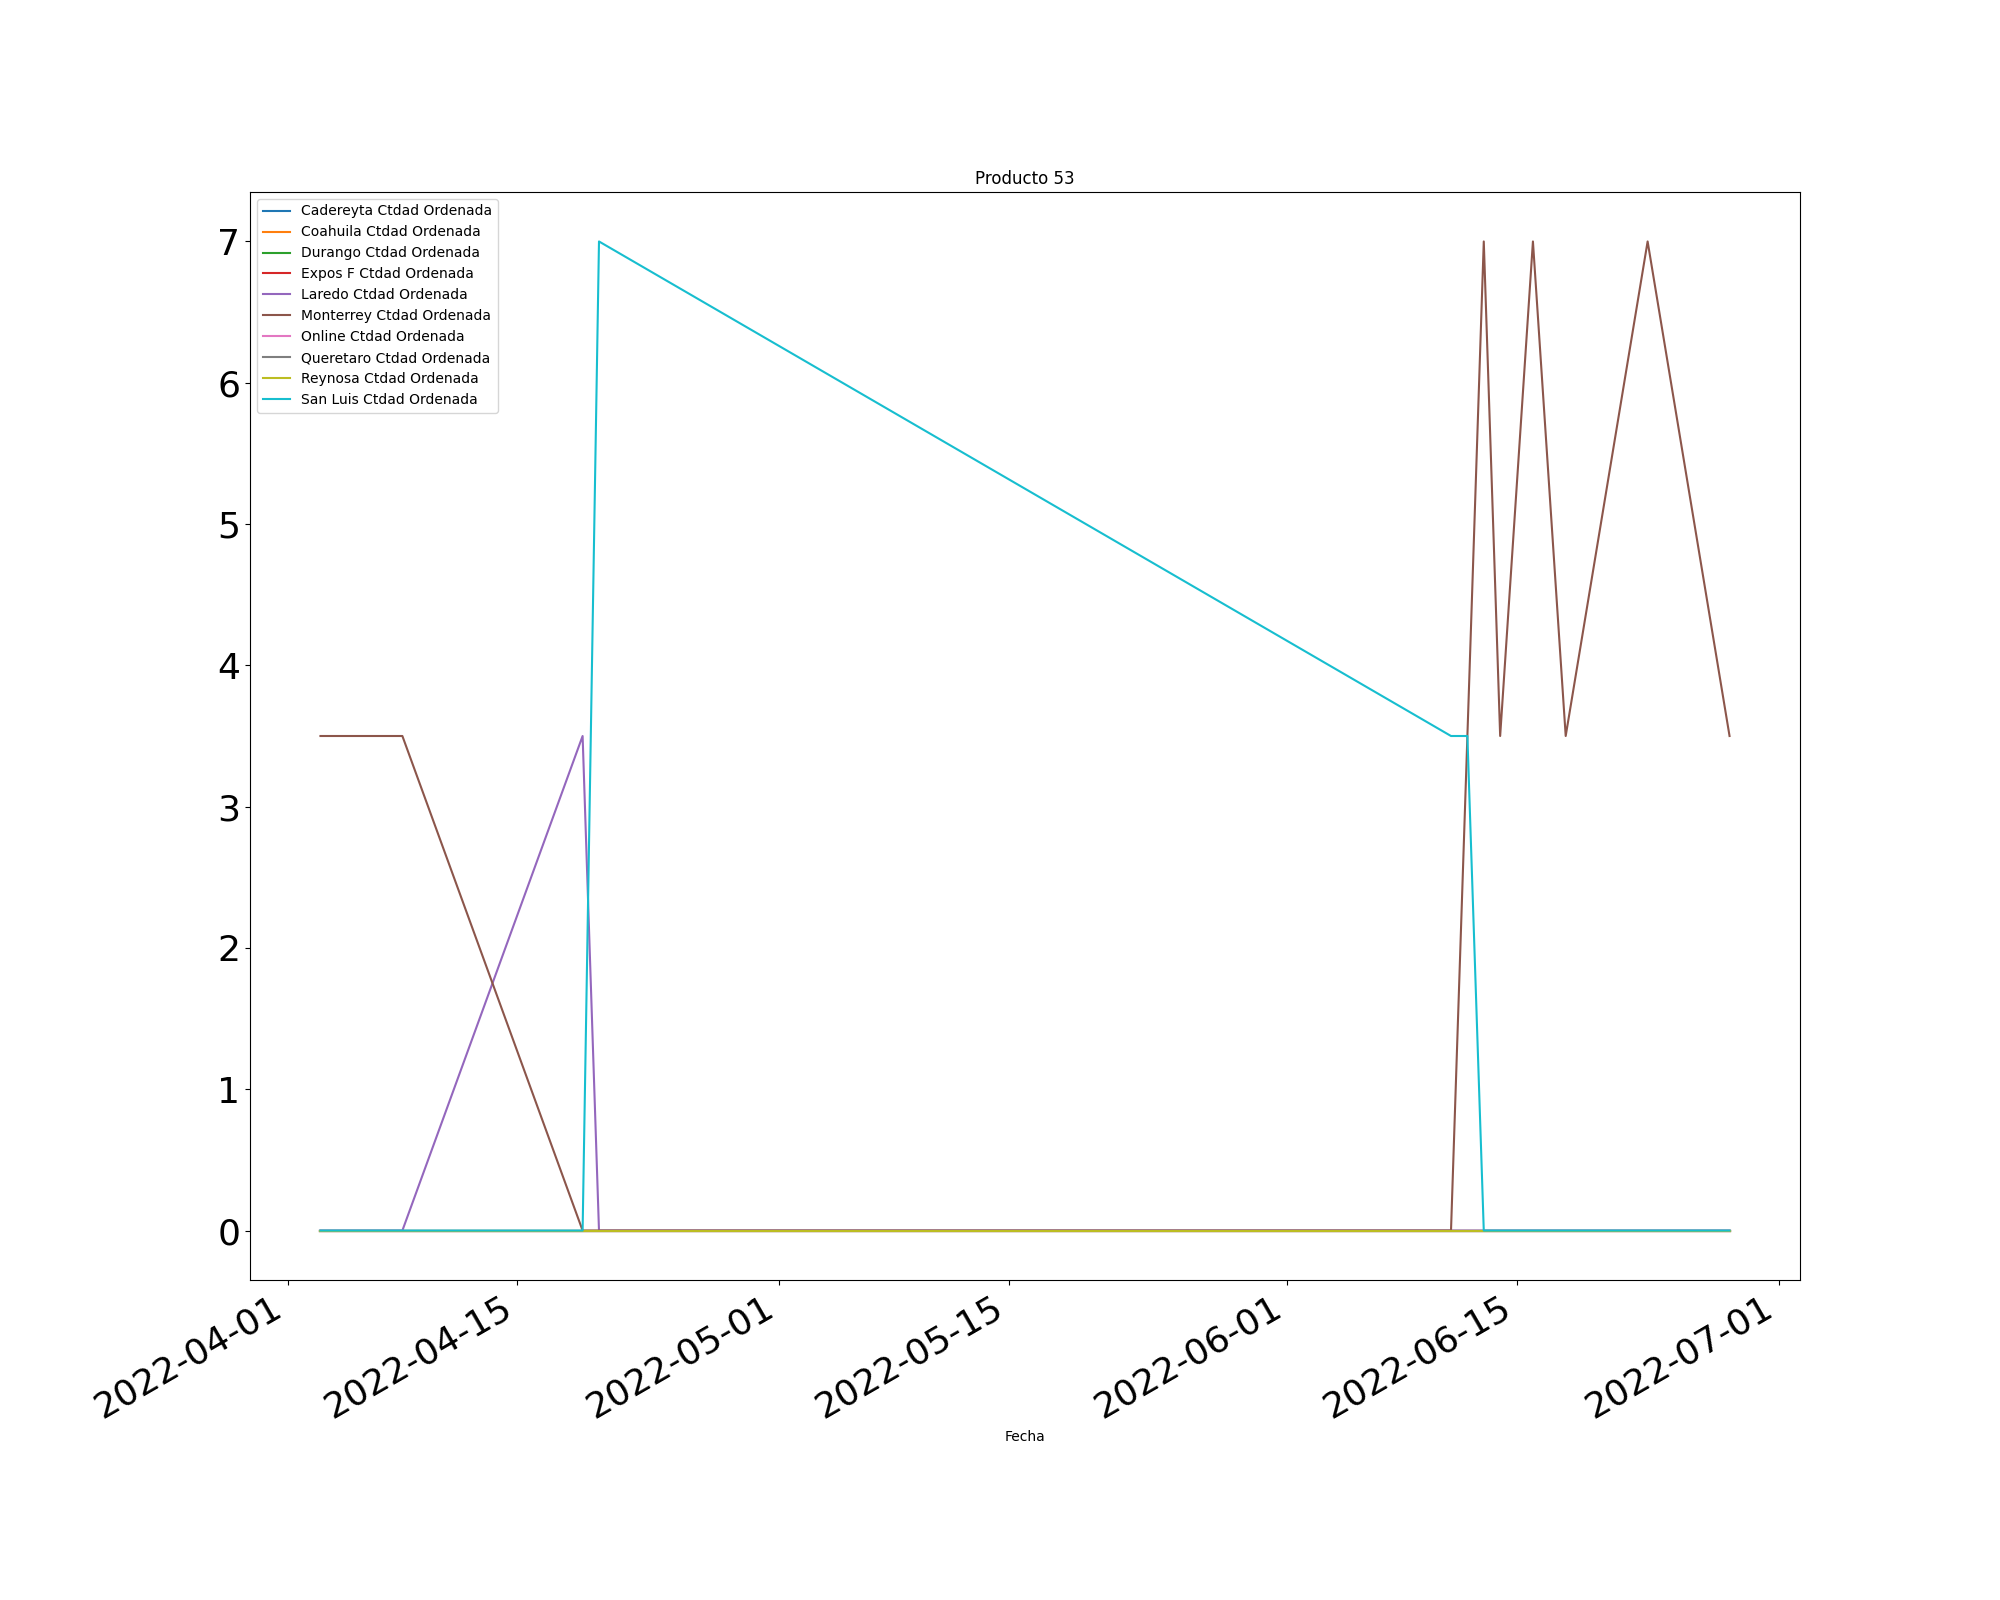 Producto 53
Cadereyta Ctdad Ordenada
Coahuila Ctdad Ordenada
Durango Ctdad Ordenada
Expos F Ctdad Ordenada
Laredo Ctdad Ordenada
Monterrey Ctdad Ordenada
Online Ctdad Ordenada
Queretaro Ctdad Ordenada
Reynosa Ctdad Ordenada
San Luis Ctdad Ordenada
7
6
5
4
3
2
1
0
2022-04-01
2022-04-15
2022-05-01
2022-05-15
2022-06-01
2022-06-15
2022-07-01
Fecha